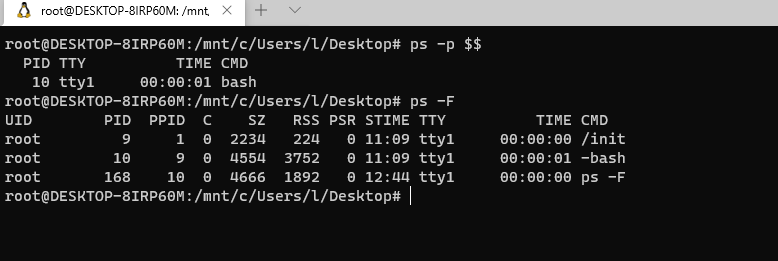 root@DESKTOP-8IRP60M: /mnt,
root@DESKTOP-8IRP60M:/mnt/c/Users/l/Desktop# ps -p $$
  PID TTY          TIME CMD
   10 tty1     00:00:01 bash
root@DESKTOP-8IRP60M:/mnt/c/Users/l/Desktop# ps -F
UID        PID  PPID  C    SZ   RSS PSR STIME TTY          TIME CMD
root         9     1  0  2234   224   0 11:09 tty1     00:00:00 /init
root        10     9  0  4554  3752   0 11:09 tty1     00:00:01 -bash
root       168    10  0  4666  1892   0 12:44 tty1     00:00:00 ps -F
root@DESKTOP-8IRP60M:/mnt/c/Users/l/Desktop#